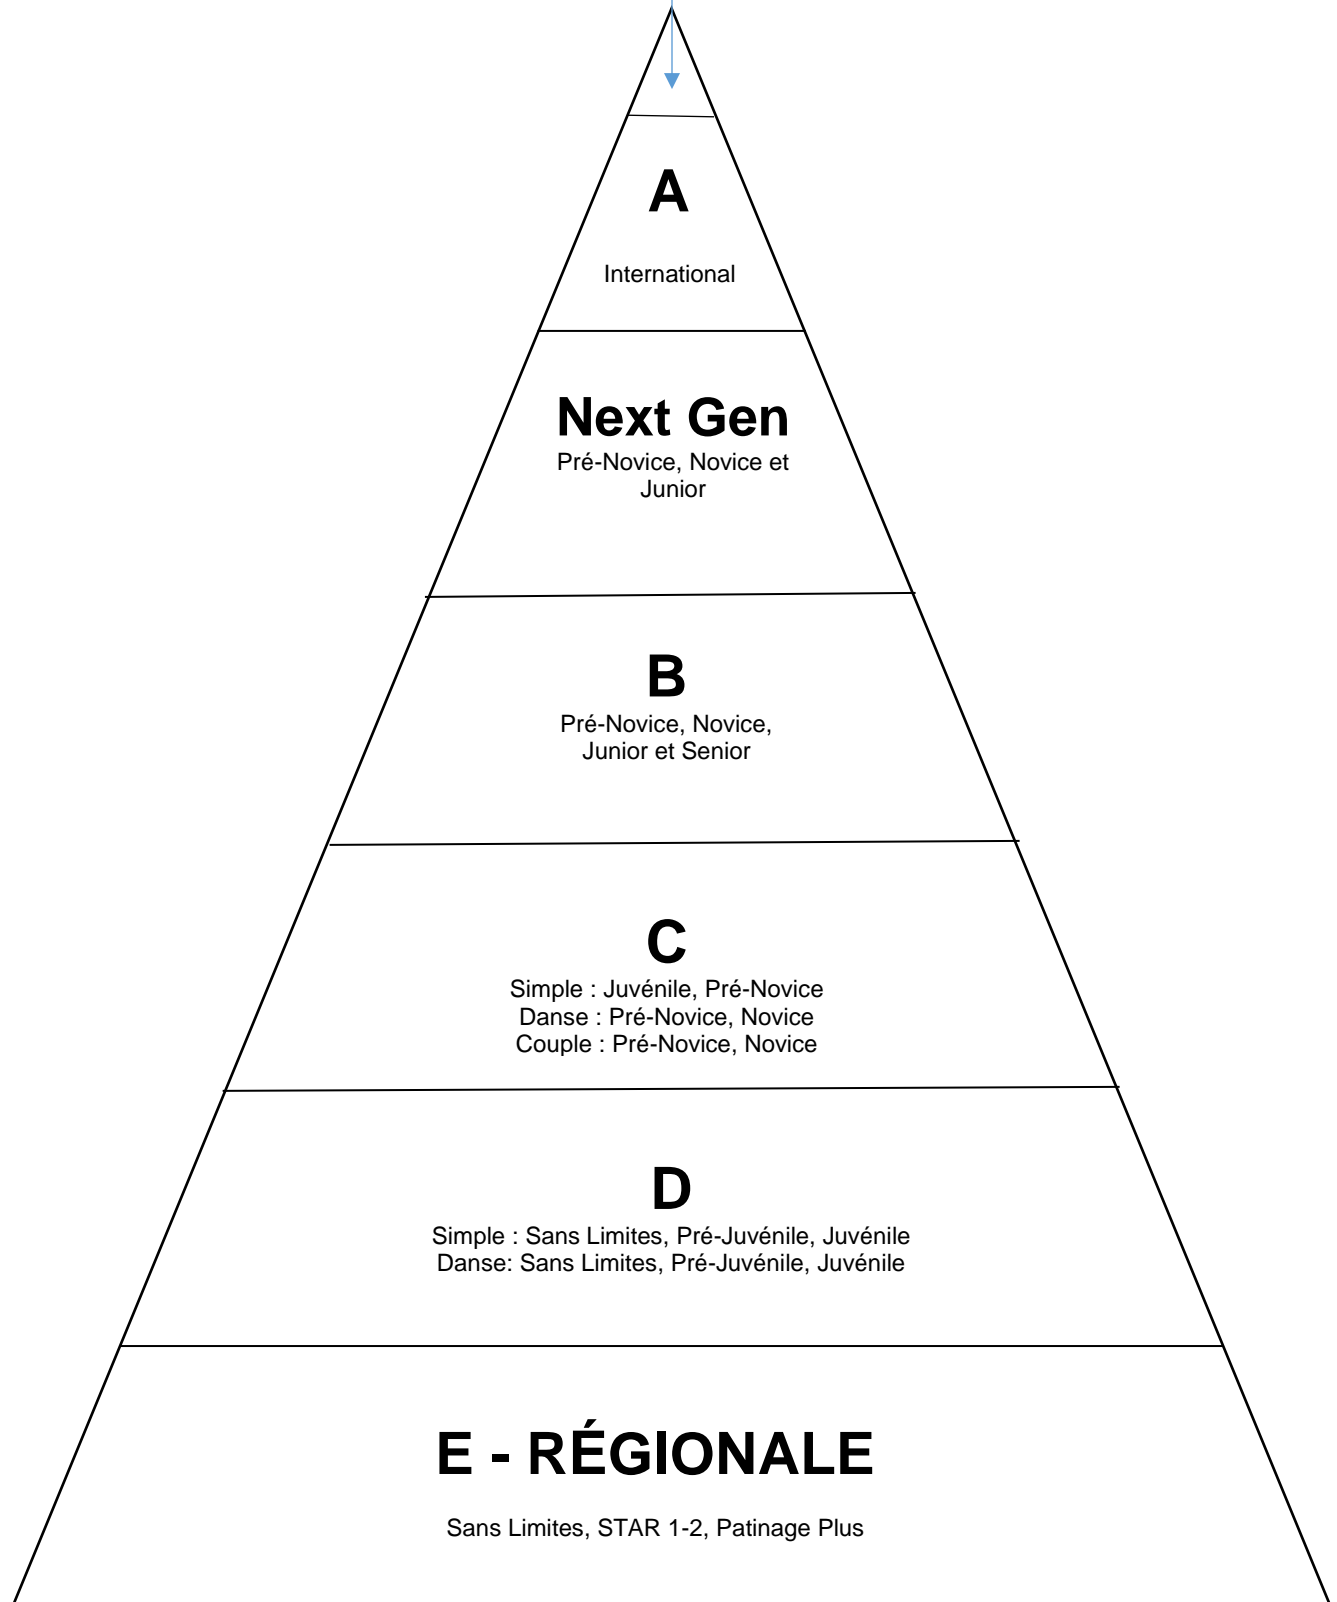 A
International
Next Gen
Pré-Novice, Novice et
Junior
B
Pré-Novice, Novice,
Junior et Senior
C
Simple : Juvénile, Pré-Novice
Danse : Pré-Novice, Novice
Couple : Pré-Novice, Novice
D
Simple : Sans Limites, Pré-Juvénile, Juvénile
Danse: Sans Limites, Pré-Juvénile, Juvénile
E - RÉGIONALE
Sans Limites, STAR 1-2, Patinage Plus